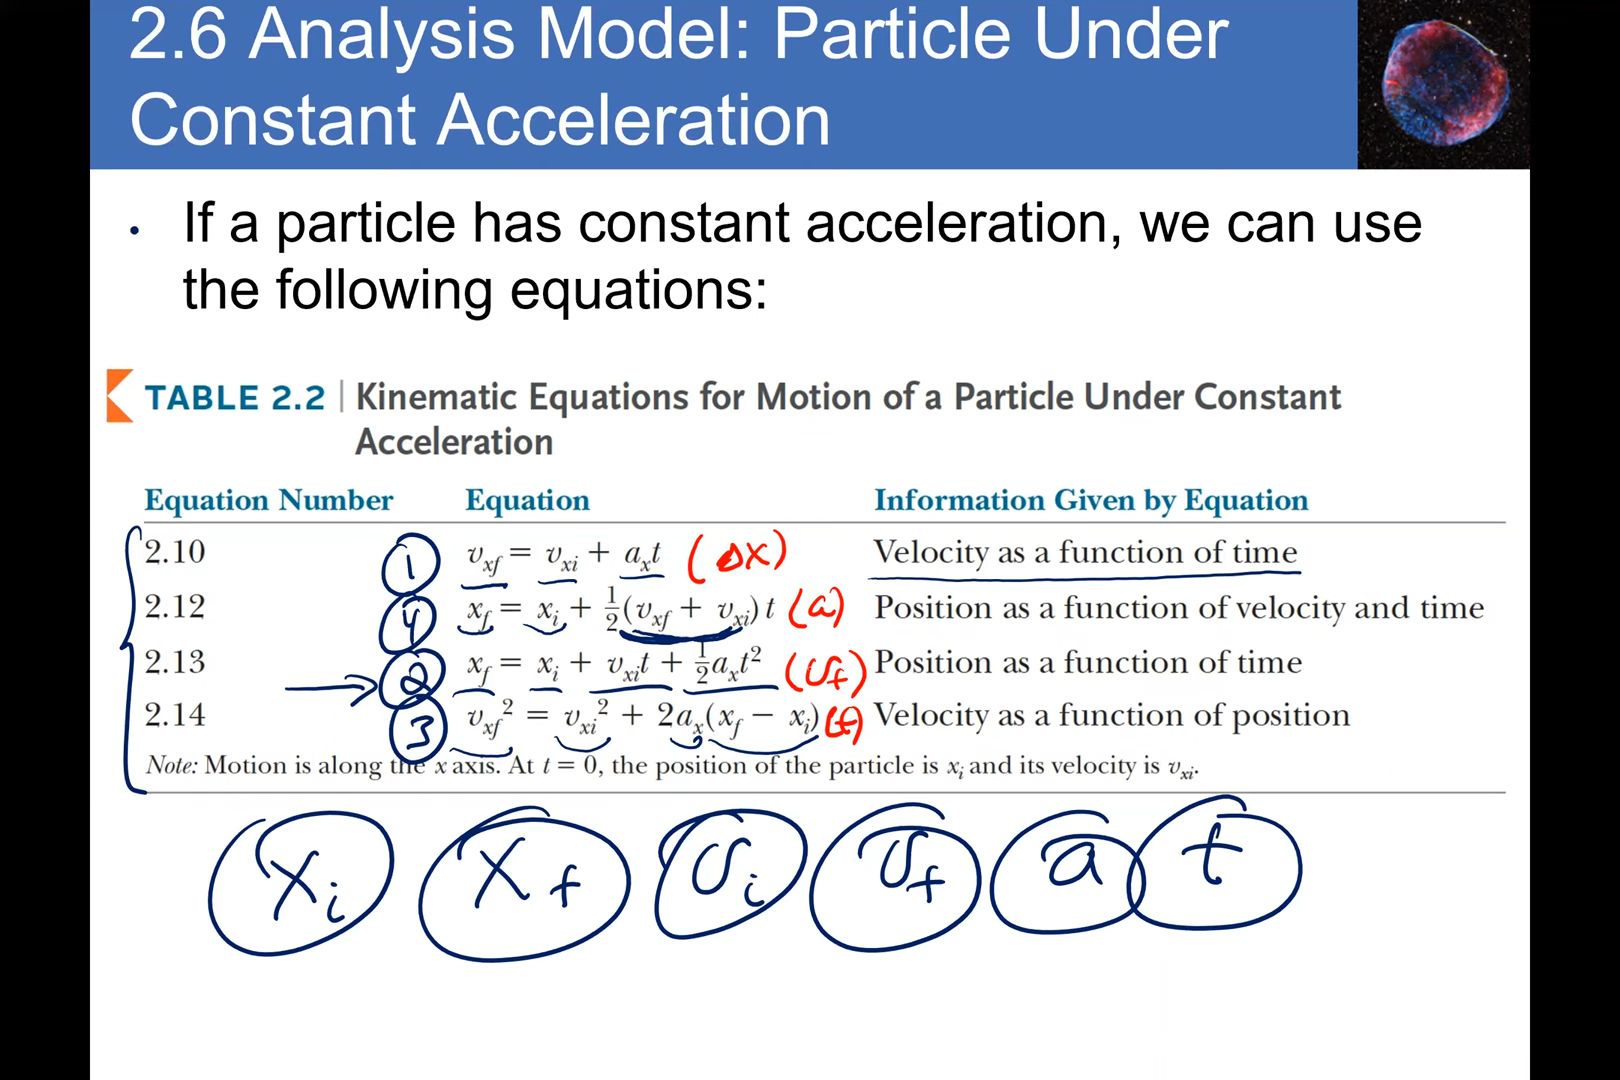 2.6 Analysis Model: Particle Under
Constant Acceleration
• If a particle has constant acceleration, we can use
the following equations:
TABLE 2.2 | Kinematic Equations for Motion of a Particle Under Constant
Acceleration
Equation Number Equation Information Given by Equation
2.10 ① v_xf = v_xi + a_x t (Δx) Velocity as a function of time
2.12 ④ x_f = x_i + ½(v_xf + v_xi) t (a) Position as a function of velocity and time
2.13 → ② x_f = x_i + v_xi t + ½a_x t² (v_f) Position as a function of time
2.14 ③ v_xf² = v_xi² + 2a_x(x_f − x_i) (t) Velocity as a function of position
Note: Motion is along the x axis. At t = 0, the position of the particle is x_i and its velocity is v_xi.
x_i x_f v_i v_f a t